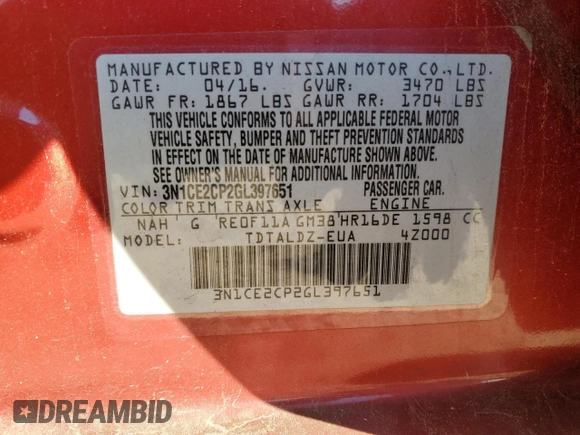 MANUFACTURED BY NISSAN MOTOR CO.,LTD.
DATE: 04/16. GVWR: 3470 LBS
GAWR FR: 1867 LBS GAWR RR: 1704 LBS
THIS VEHICLE CONFORMS TO ALL APPLICABLE FEDERAL MOTOR
VEHICLE SAFETY, BUMPER AND THEFT PREVENTION STANDARDS
IN EFFECT ON THE DATE OF MANUFACTURE SHOWN ABOVE.
SEE OWNER'S MANUAL FOR ADDITIONAL INFORMATION.
VIN: 3N1CE2CP2GL397651 PASSENGER CAR.
COLOR TRIM TRANS AXLE ENGINE
NAH G RE0F11A GM38 HR16DE 1598 CC
MODEL: TDTALDZ-EUA 4Z000
3N1CE2CP2GL397651
DREAMBID